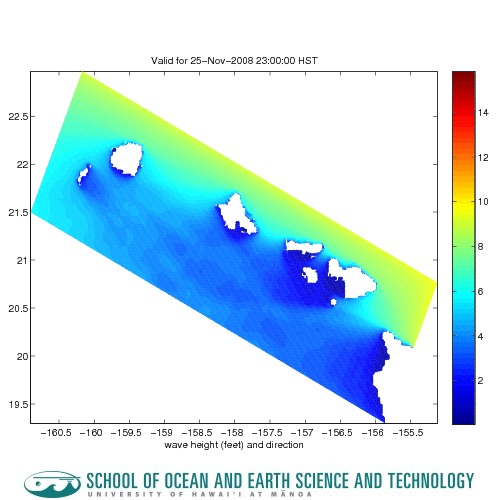 Valid for 25-Nov-2008 23:00:00 HST
22.5
22
21.5
21
20.5
20
19.5
-160.5 -160 -159.5 -159 -158.5 -158 -157.5 -157 -156.5 -156 -155.5
wave height (feet) and direction
14
12
10
8
6
4
2
SCHOOL OF OCEAN AND EARTH SCIENCE AND TECHNOLOGY
UNIVERSITY OF HAWAI'I AT MĀNOA